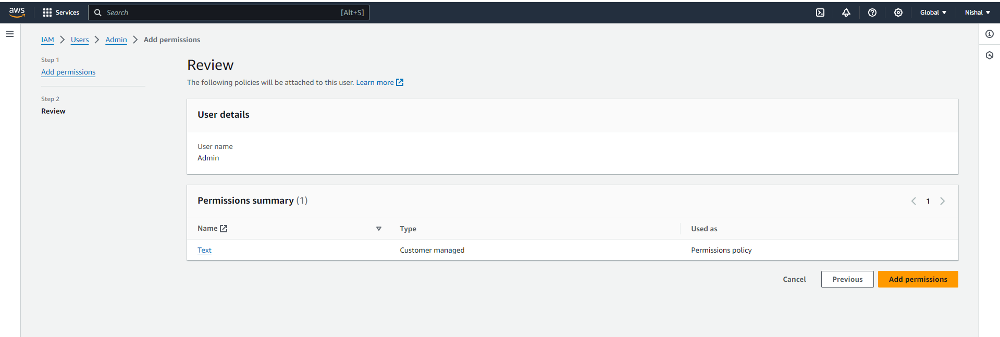 aws Services Search [Alt+S] Global Nishal
IAM Users Admin Add permissions
Step 1
Add permissions
Step 2
Review
Review
The following policies will be attached to this user. Learn more
User details
User name
Admin
Permissions summary (1)
1
Name Type Used as
Text Customer managed Permissions policy
Cancel Previous Add permissions